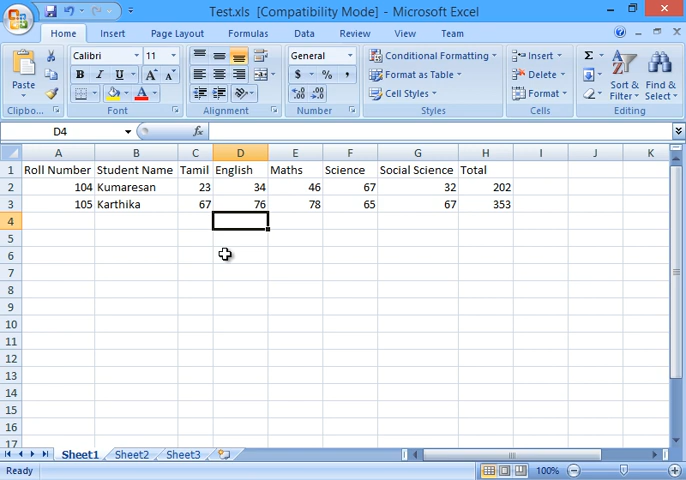 Test.xls [Compatibility Mode] - Microsoft Excel
Home Insert Page Layout Formulas Data Review View Team
Calibri 11 General Conditional Formatting Insert Σ
Paste B I U A A $ % , Format as Table Delete Sort & Filter Find & Select
Cell Styles Format
Clipbo... Font Alignment Number Styles Cells Editing
D4 fx
A B C D E F G H I J K
1 Roll Number Student Name Tamil English Maths Science Social Science Total
2 104 Kumaresan 23 34 46 67 32 202
3 105 Karthika 67 76 78 65 67 353
4
5
6
7
8
9
10
11
12
13
14
15
16
17
Sheet1 Sheet2 Sheet3
Ready 100%